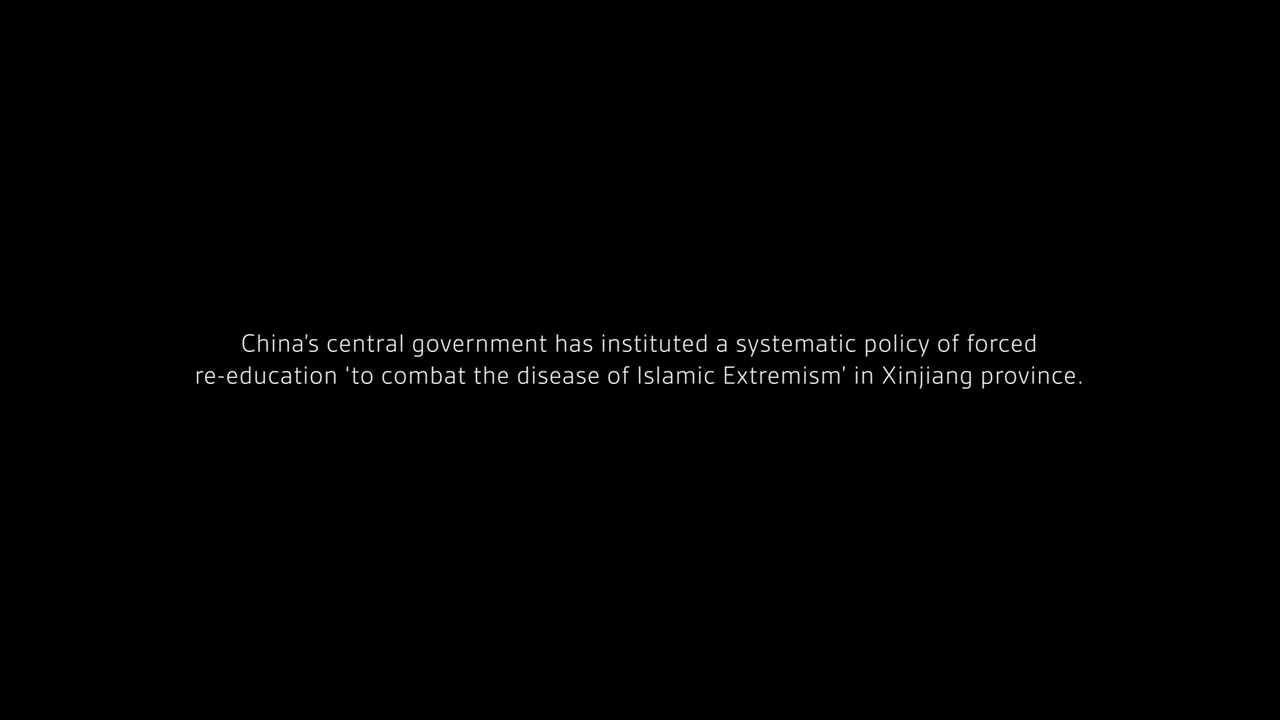 China’s central government has instituted a systematic policy of forced
re-education ‘to combat the disease of Islamic Extremism’ in Xinjiang province.